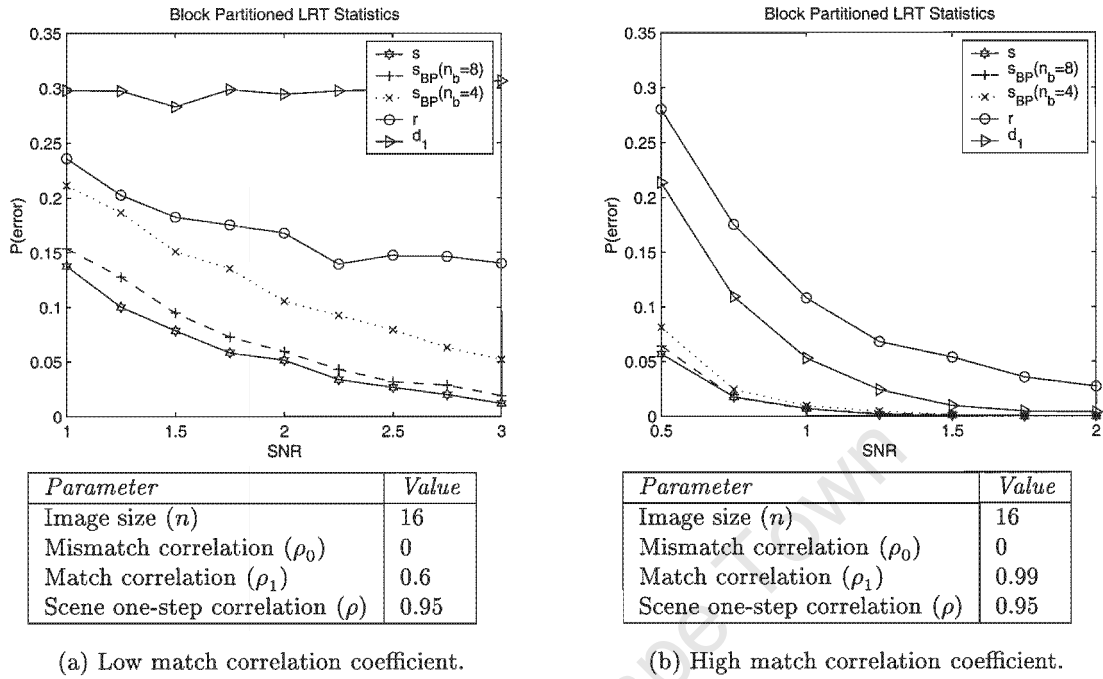 Block Partitioned LRT Statistics
0.35
0.3
0.25
0.2
0.15
0.1
0.05
0
P(error)
1
1.5
2
2.5
3
SNR
s
s_BP(n_b=8)
s_BP(n_b=4)
r
d_1
Parameter Value
Image size (n) 16
Mismatch correlation (ρ₀) 0
Match correlation (ρ₁) 0.6
Scene one-step correlation (ρ) 0.95
(a) Low match correlation coefficient.
Block Partitioned LRT Statistics
0.35
0.3
0.25
0.2
0.15
0.1
0.05
0
P(error)
0.5
1
1.5
2
SNR
s
s_BP(n_b=8)
s_BP(n_b=4)
r
d_1
Parameter Value
Image size (n) 16
Mismatch correlation (ρ₀) 0
Match correlation (ρ₁) 0.99
Scene one-step correlation (ρ) 0.95
(b) High match correlation coefficient.
Town